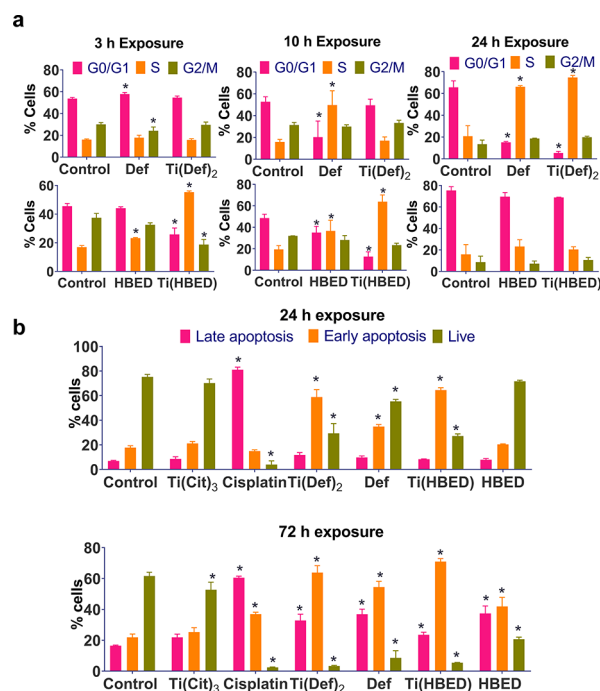 a
3 h Exposure
G0/G1 S G2/M
% Cells
80
60
40
20
0
Control Def Ti(Def)2
* *
10 h Exposure
G0/G1 S G2/M
% Cells
80
60
40
20
0
Control Def Ti(Def)2
* *
24 h Exposure
G0/G1 S G2/M
% Cells
80
60
40
20
0
Control Def Ti(Def)2
* * * *
% Cells
60
40
20
0
Control HBED Ti(HBED)
* * * *
% Cells
80
60
40
20
0
Control HBED Ti(HBED)
* * * *
% Cells
80
60
40
20
0
Control HBED Ti(HBED)
b
24 h exposure
Late apoptosis Early apoptosis Live
% cells
100
80
60
40
20
0
Control Ti(Cit)3 Cisplatin Ti(Def)2 Def Ti(HBED) HBED
* * * * * * * *
72 h exposure
% cells
80
60
40
20
0
Control Ti(Cit)3 Cisplatin Ti(Def)2 Def Ti(HBED) HBED
* * * * * * * * * * * * * * * *